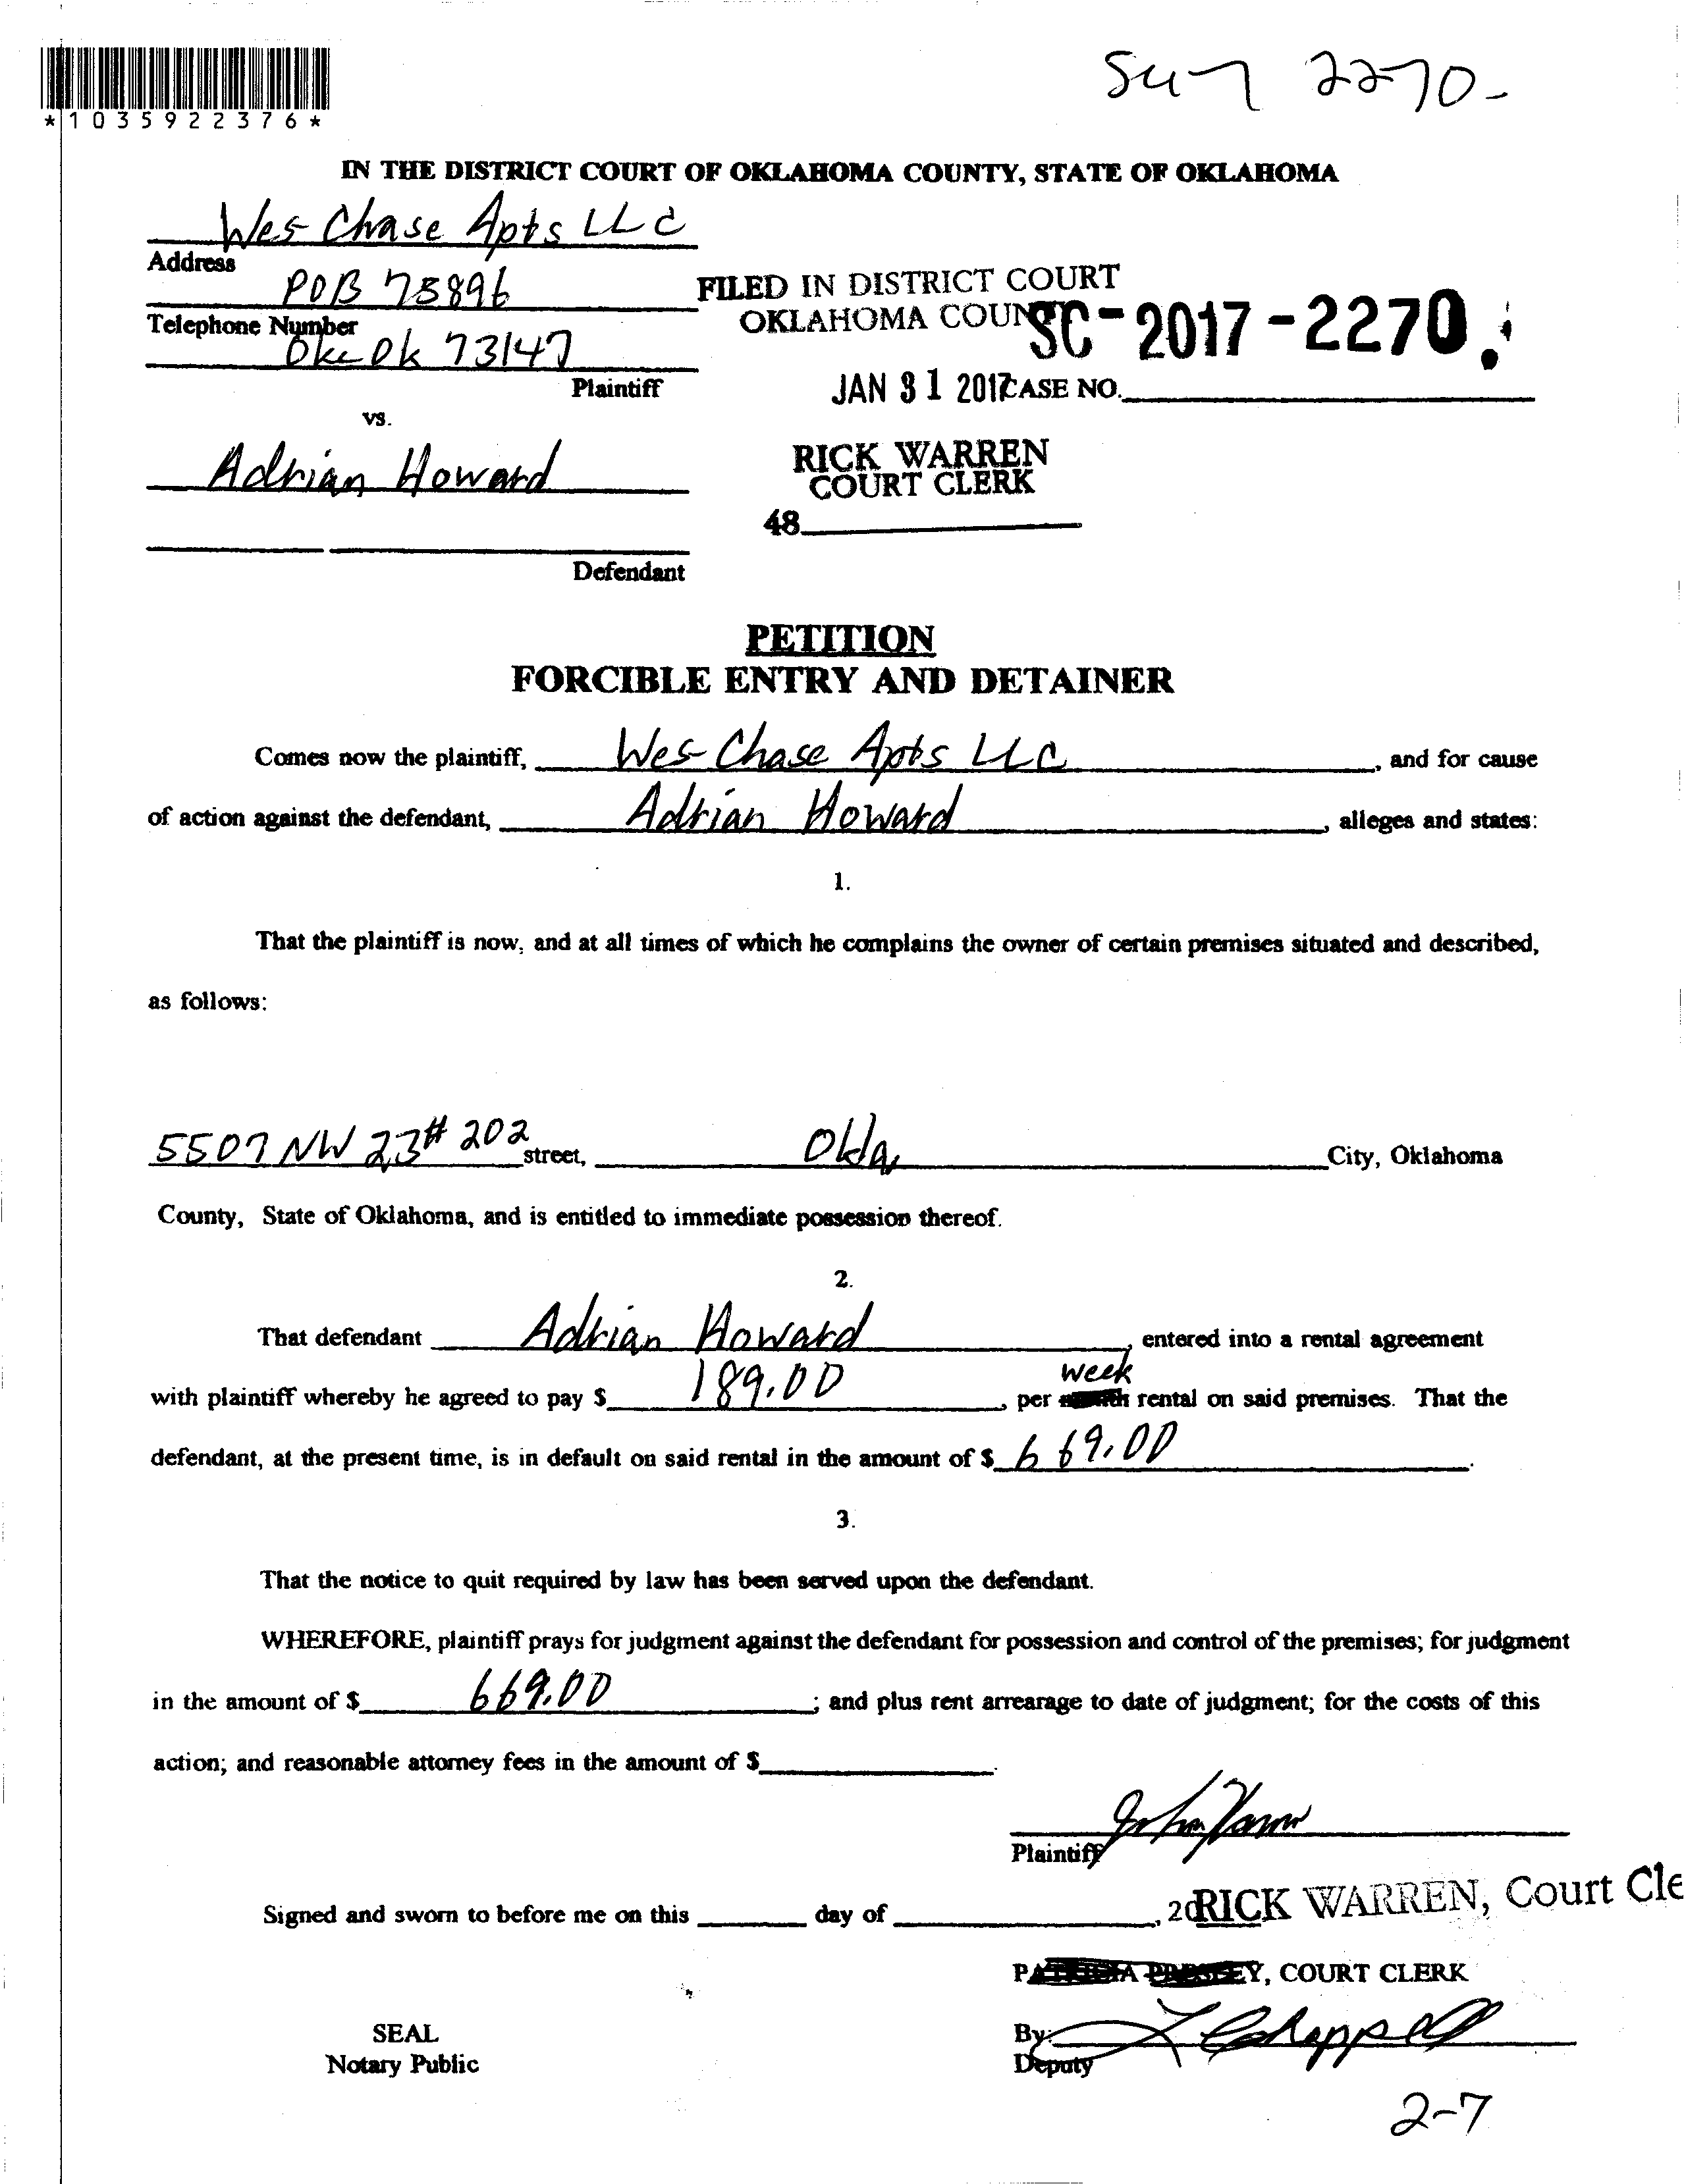 Su-7 2270-
*1035922376*
IN THE DISTRICT COURT OF OKLAHOMA COUNTY, STATE OF OKLAHOMA
Wes Chase Apts LLC
Address
POB 75896
FILED IN DISTRICT COURT
Telephone Number
OKLAHOMA COUNT SC-2017-2270
Okc Ok 73147
Plaintiff
JAN 31 2017 CASE NO.
vs.
Adrian Howard
RICK WARREN
COURT CLERK
48
Defendant
PETITION
FORCIBLE ENTRY AND DETAINER
Comes now the plaintiff, Wes Chase Apts LLC, and for cause
of action against the defendant, Adrian Howard, alleges and states:
1.
That the plaintiff is now, and at all times of which he complains the owner of certain premises situated and described,
as follows:
5507 NW 23 # 202 street, Okla City, Oklahoma
County, State of Oklahoma, and is entitled to immediate possession thereof.
2.
That defendant Adrian Howard, entered into a rental agreement
week
with plaintiff whereby he agreed to pay $ 189.00, per month rental on said premises. That the
defendant, at the present time, is in default on said rental in the amount of $ 669.00.
3.
That the notice to quit required by law has been served upon the defendant.
WHEREFORE, plaintiff prays for judgment against the defendant for possession and control of the premises; for judgment
in the amount of $ 669.00; and plus rent arrearage to date of judgment; for the costs of this
action; and reasonable attorney fees in the amount of $.
Plaintiff
Signed and sworn to before me on this day of , 20 RICK WARREN, Court Cle
PATRICIA PRESLEY, COURT CLERK
SEAL
By:
Notary Public
Deputy
2-7